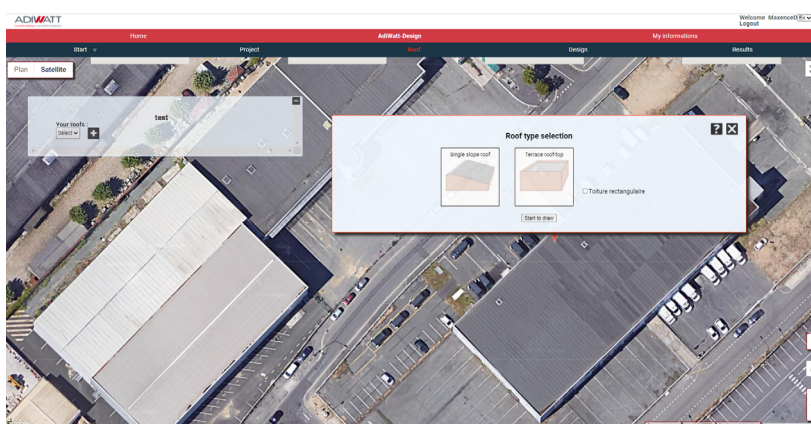 ADIWATT
Welcome MaxenceD
Logout
Home
AdiWatt-Design
My informations
Start
Project
Roof
Design
Results
Plan
Satellite
test
Your roofs :
Select
Roof type selection
Single slope roof
Terrace roof-top
Toiture rectangulaire
Start to draw